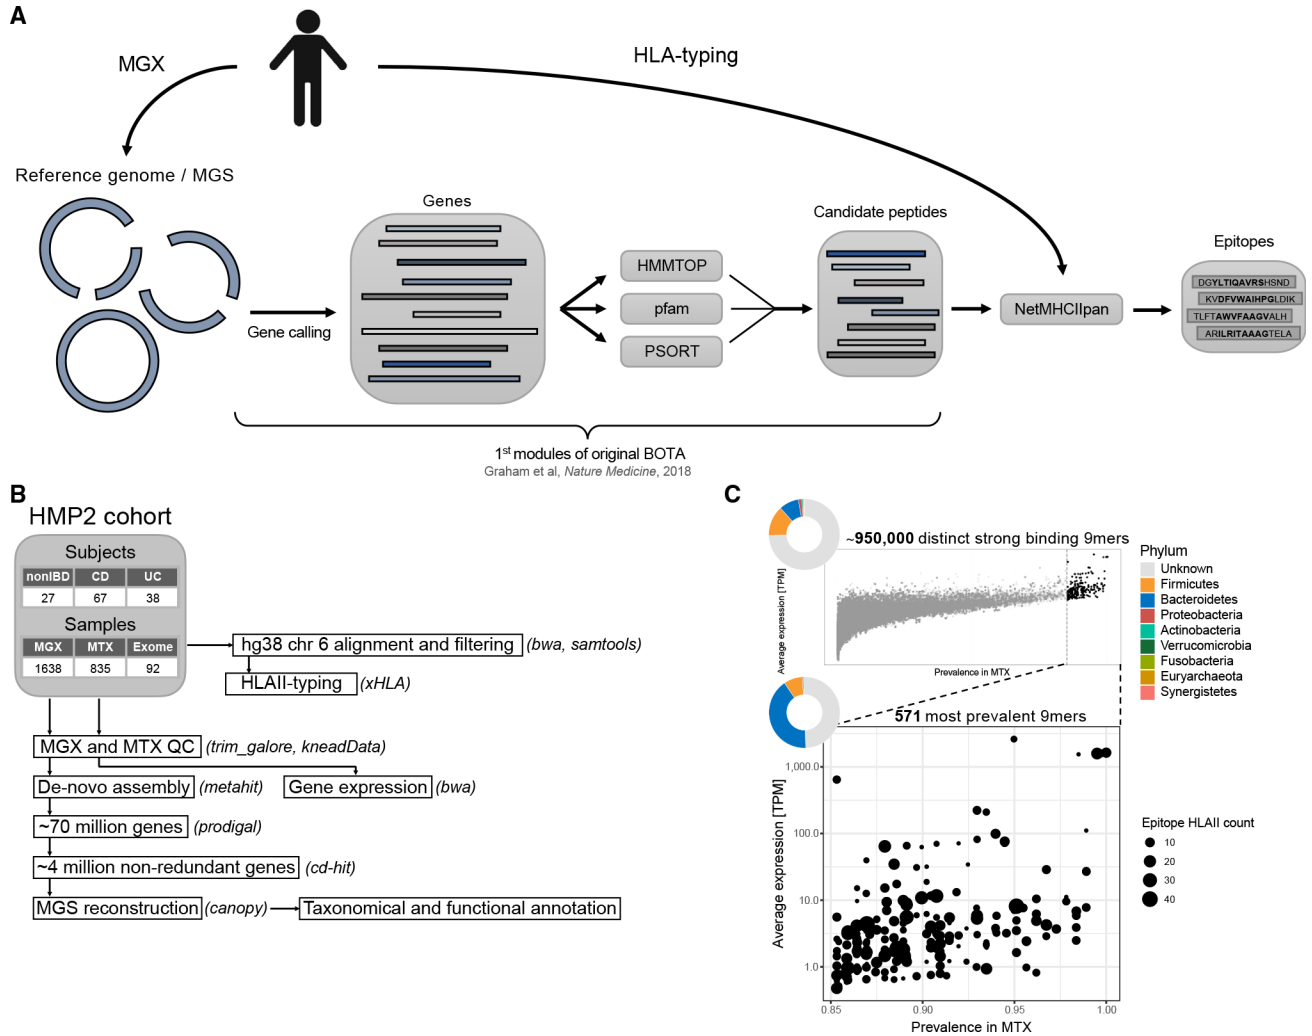 A
MGX
HLA-typing
Reference genome / MGS
Genes
Candidate peptides
Epitopes
Gene calling
HMMTOP
pfam
PSORT
NetMHCIIpan
DGYLTIQAVRSHSND
KVDFVWAIHPGLDIK
TLFTAWVFAAGVALH
ARILRITAAAGTELA
1st modules of original BOTA
Graham et al, Nature Medicine, 2018
B
HMP2 cohort
Subjects
nonIBD CD UC
27 67 38
Samples
MGX MTX Exome
1638 835 92
hg38 chr 6 alignment and filtering (bwa, samtools)
HLAII-typing (xHLA)
MGX and MTX QC (trim_galore, kneadData)
De-novo assembly (metahit) Gene expression (bwa)
~70 million genes (prodigal)
~4 million non-redundant genes (cd-hit)
MGS reconstruction (canopy) Taxonomical and functional annotation
C
~950,000 distinct strong binding 9mers
Average expression [TPM]
Prevalence in MTX
571 most prevalent 9mers
Average expression [TPM]
1,000.0
100.0
10.0
1.0
0.85 0.90 0.95 1.00
Prevalence in MTX
Phylum
Unknown
Firmicutes
Bacteroidetes
Proteobacteria
Actinobacteria
Verrucomicrobia
Fusobacteria
Euryarchaeota
Synergistetes
Epitope HLAII count
10
20
30
40